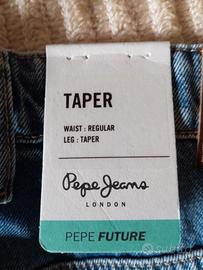 TAPER
WAIST : REGULAR
LEG : TAPER
Pepe Jeans
LONDON
PEPE FUTURE